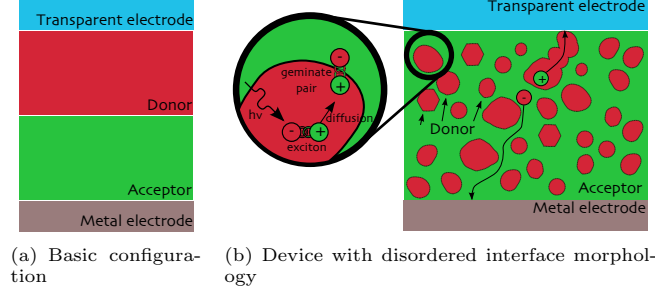 Transparent electrode
Donor
Acceptor
Metal electrode
(a) Basic configura-
tion
Transparent electrode
-
geminate
pair
+
hν
diffusion
-
+
exciton
+
-
Donor
Acceptor
Metal electrode
(b) Device with disordered interface morphol-
ogy